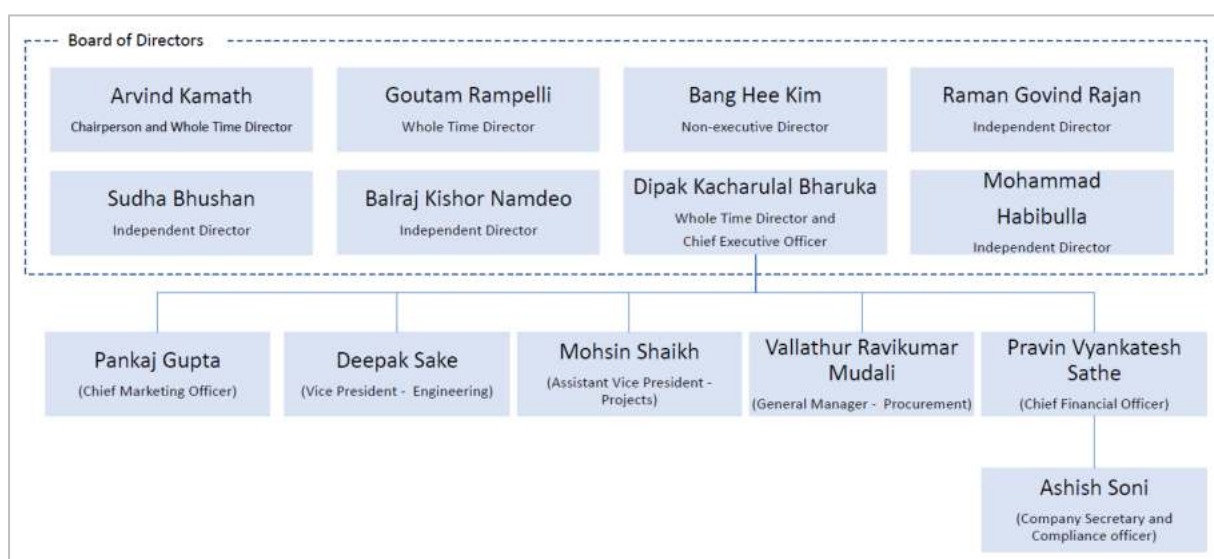 Board of Directors
Arvind Kamath
Chairperson and Whole Time Director
Goutam Rampelli
Whole Time Director
Bang Hee Kim
Non-executive Director
Raman Govind Rajan
Independent Director
Sudha Bhushan
Independent Director
Balraj Kishor Namdeo
Independent Director
Dipak Kacharulal Bharuka
Whole Time Director and
Chief Executive Officer
Mohammad
Habibulla
Independent Director
Pankaj Gupta
(Chief Marketing Officer)
Deepak Sake
(Vice President - Engineering)
Mohsin Shaikh
(Assistant Vice President -
Projects)
Vallathur Ravikumar
Mudali
(General Manager - Procurement)
Pravin Vyankatesh
Sathe
(Chief Financial Officer)
Ashish Soni
(Company Secretary and
Compliance officer)